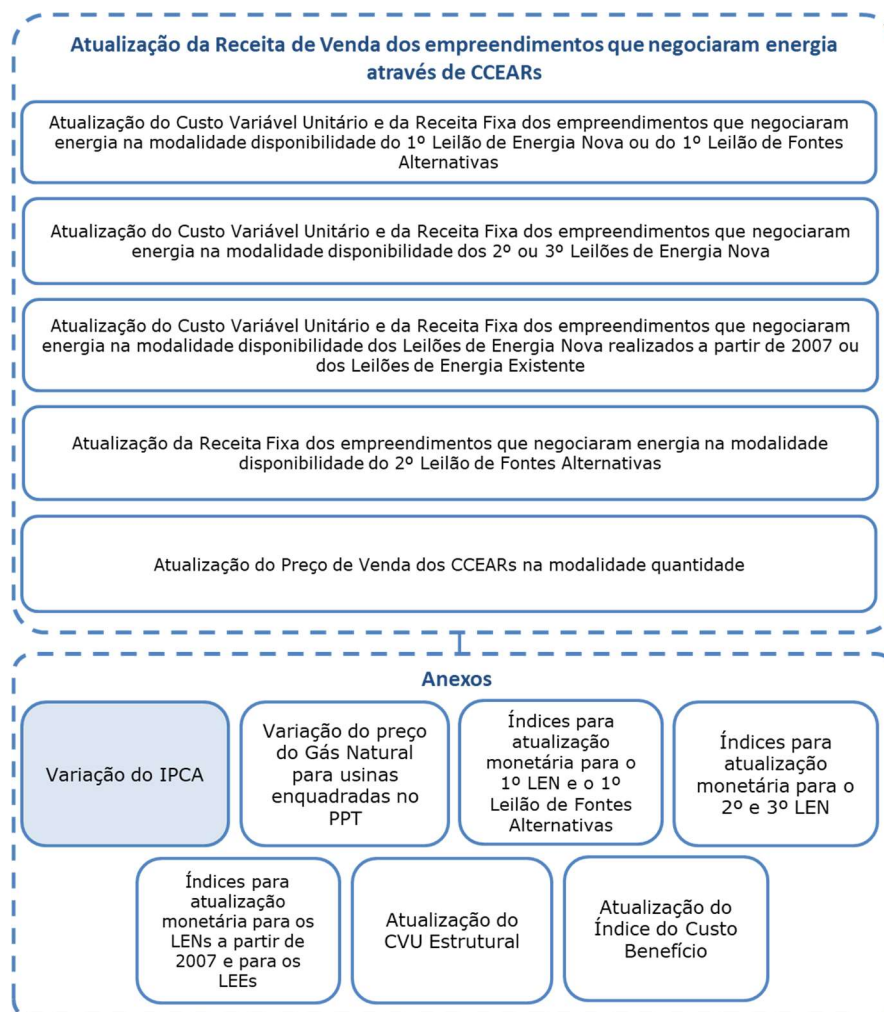 Atualização da Receita de Venda dos empreendimentos que negociaram energia
através de CCEARs
Atualização do Custo Variável Unitário e da Receita Fixa dos empreendimentos que negociaram
energia na modalidade disponibilidade do 1º Leilão de Energia Nova ou do 1º Leilão de Fontes
Alternativas
Atualização do Custo Variável Unitário e da Receita Fixa dos empreendimentos que negociaram
energia na modalidade disponibilidade dos 2º ou 3º Leilões de Energia Nova
Atualização do Custo Variável Unitário e da Receita Fixa dos empreendimentos que negociaram
energia na modalidade disponibilidade dos Leilões de Energia Nova realizados a partir de 2007 ou
dos Leilões de Energia Existente
Atualização da Receita Fixa dos empreendimentos que negociaram energia na modalidade
disponibilidade do 2º Leilão de Fontes Alternativas
Atualização do Preço de Venda dos CCEARs na modalidade quantidade
Anexos
Variação do IPCA
Variação do preço
do Gás Natural
para usinas
enquadradas no
PPT
Índices para
atualização
monetária para o
1º LEN e o 1º
Leilão de Fontes
Alternativas
Índices para
atualização
monetária para o
2º e 3º LEN
Índices para
atualização
monetária para os
LENs a partir de
2007 e para os
LEEs
Atualização do
CVU Estrutural
Atualização do
Índice do Custo
Benefício